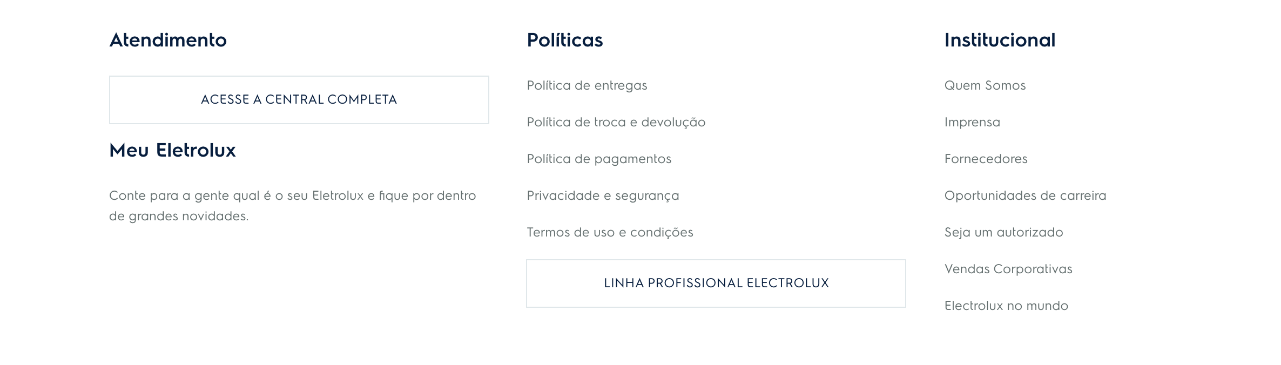 Atendimento
ACESSE A CENTRAL COMPLETA
Meu Eletrolux
Conte para a gente qual é o seu Eletrolux e fique por dentro
de grandes novidades.
Políticas
Política de entregas
Política de troca e devolução
Política de pagamentos
Privacidade e segurança
Termos de uso e condições
LINHA PROFISSIONAL ELECTROLUX
Institucional
Quem Somos
Imprensa
Fornecedores
Oportunidades de carreira
Seja um autorizado
Vendas Corporativas
Electrolux no mundo